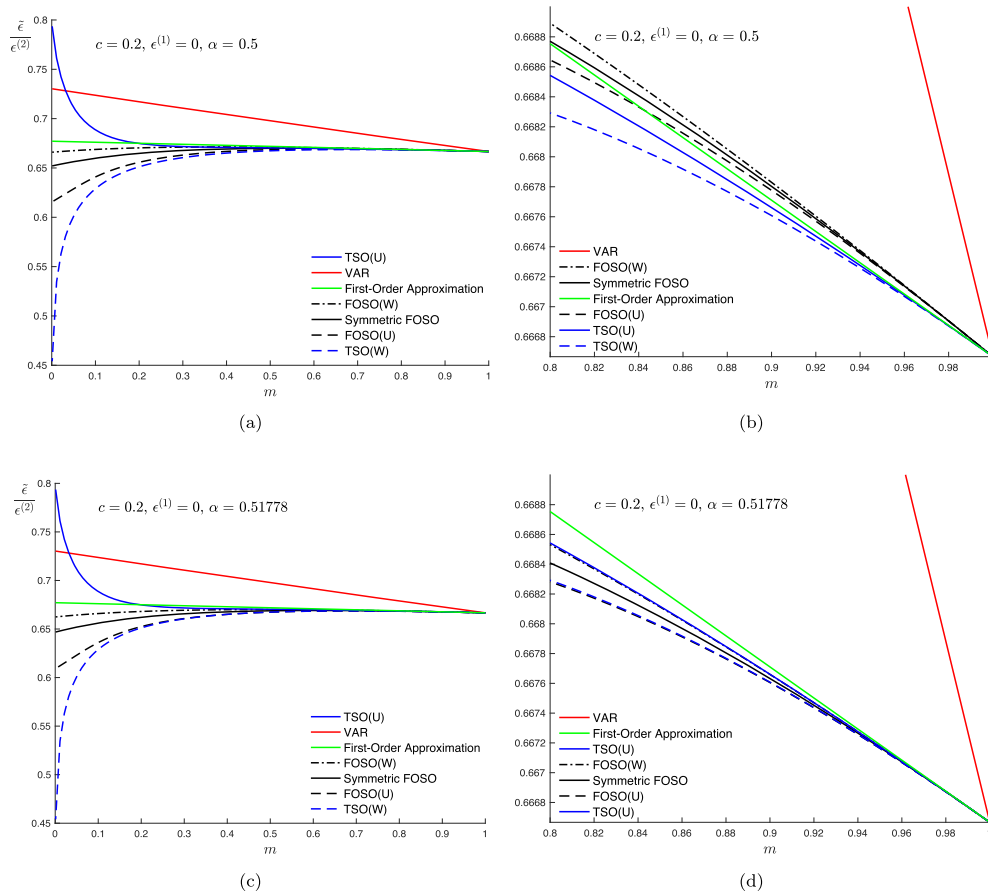 ϵ̃
ϵ^(2)
c = 0.2, ϵ^(1) = 0, α = 0.5
0.8
0.75
0.7
0.65
0.6
0.55
0.5
0.45
TSO(U)
VAR
First-Order Approximation
FOSO(W)
Symmetric FOSO
FOSO(U)
TSO(W)
0 0.1 0.2 0.3 0.4 0.5 0.6 0.7 0.8 0.9 1
m
(a)
c = 0.2, ϵ^(1) = 0, α = 0.5
0.6688
0.6686
0.6684
0.6682
0.668
0.6678
0.6676
0.6674
0.6672
0.667
0.6668
VAR
FOSO(W)
Symmetric FOSO
First-Order Approximation
FOSO(U)
TSO(U)
TSO(W)
0.8 0.82 0.84 0.86 0.88 0.9 0.92 0.94 0.96 0.98
m
(b)
ϵ̃
ϵ^(2)
c = 0.2, ϵ^(1) = 0, α = 0.51778
0.8
0.75
0.7
0.65
0.6
0.55
0.5
0.45
TSO(U)
VAR
First-Order Approximation
FOSO(W)
Symmetric FOSO
FOSO(U)
TSO(W)
0 0.1 0.2 0.3 0.4 0.5 0.6 0.7 0.8 0.9 1
m
(c)
c = 0.2, ϵ^(1) = 0, α = 0.51778
0.6688
0.6686
0.6684
0.6682
0.668
0.6678
0.6676
0.6674
0.6672
0.667
0.6668
VAR
First-Order Approximation
TSO(U)
FOSO(W)
Symmetric FOSO
FOSO(U)
TSO(U)
0.8 0.82 0.84 0.86 0.88 0.9 0.92 0.94 0.96 0.98
m
(d)